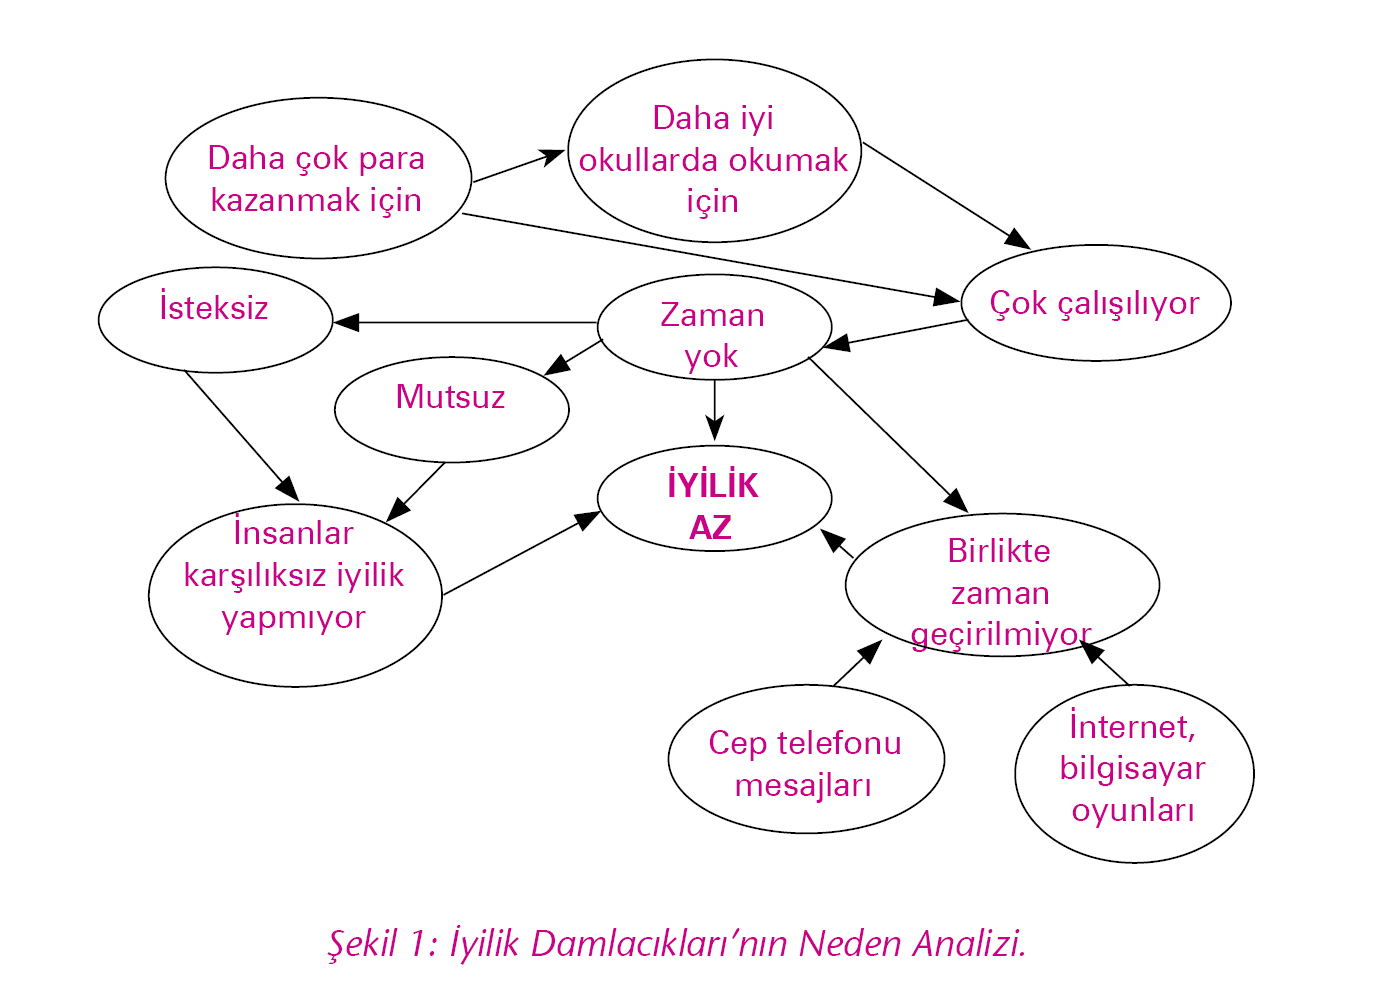 Daha çok para
kazanmak için
Daha iyi
okullarda okumak
için
İsteksiz
Zaman
yok
Çok çalışılıyor
Mutsuz
İYİLİK
AZ
İnsanlar
karşılıksız iyilik
yapmıyor
Birlikte
zaman
geçirilmiyor
Cep telefonu
mesajları
İnternet,
bilgisayar
oyunları
Şekil 1: İyilik Damlacıkları’nın Neden Analizi.